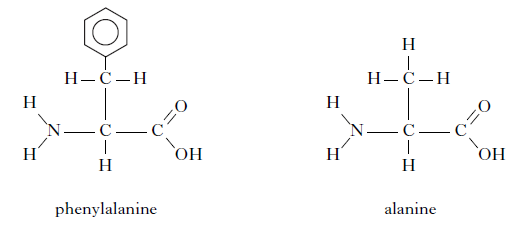 H
H–C–H H–C–H
H O H O
N–C–C N–C–C
H OH H OH
H H
phenylalanine alanine